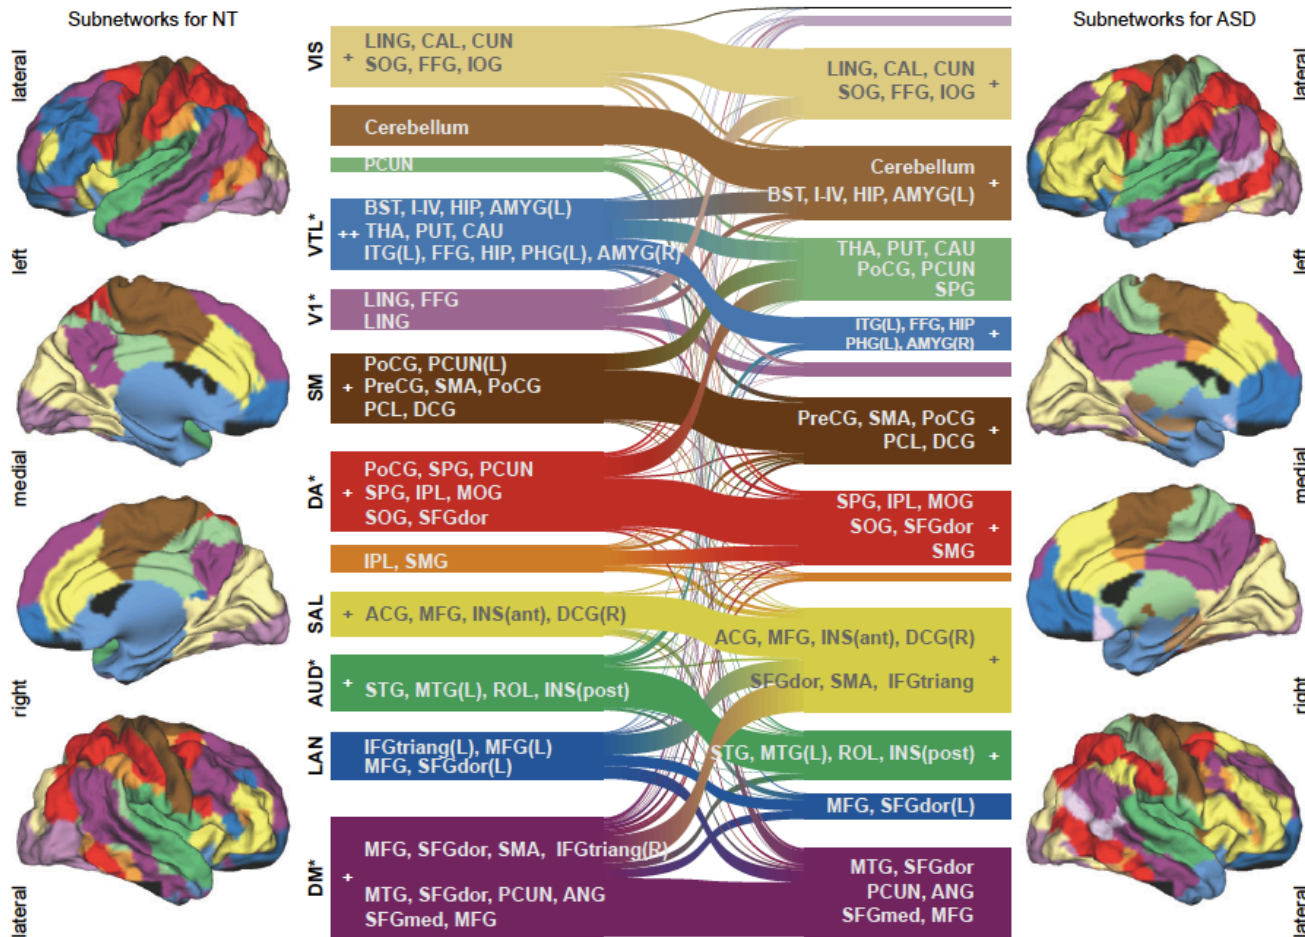 Subnetworks for NT
Subnetworks for ASD
lateral
left
medial
right
lateral
VIS
+ LING, CAL, CUN
SOG, FFG, IOG
Cerebellum
PCUN
VTL*
BST, I-IV, HIP, AMYG(L)
++ THA, PUT, CAU
ITG(L), FFG, HIP, PHG(L), AMYG(R)
V1*
LING, FFG
LING
SM
PoCG, PCUN(L)
+ PreCG, SMA, PoCG
PCL, DCG
DA*
PoCG, SPG, PCUN
+ SPG, IPL, MOG
SOG, SFGdor
IPL, SMG
SAL
+ ACG, MFG, INS(ant), DCG(R)
AUD*
+ STG, MTG(L), ROL, INS(post)
LAN
IFGtriang(L), MFG(L)
MFG, SFGdor(L)
DM*
MFG, SFGdor, SMA, IFGtriang(R)
+
MTG, SFGdor, PCUN, ANG
SFGmed, MFG
LING, CAL, CUN +
SOG, FFG, IOG
Cerebellum
+
BST, I-IV, HIP, AMYG(L)
THA, PUT, CAU
PoCG, PCUN
SPG
ITG(L), FFG, HIP +
PHG(L), AMYG(R)
PreCG, SMA, PoCG
PCL, DCG +
SPG, IPL, MOG
SOG, SFGdor +
SMG
ACG, MFG, INS(ant), DCG(R)
+
SFGdor, SMA, IFGtriang
STG, MTG(L), ROL, INS(post) +
MFG, SFGdor(L)
MTG, SFGdor
PCUN, ANG
SFGmed, MFG
lateral
left
medial
right
lateral